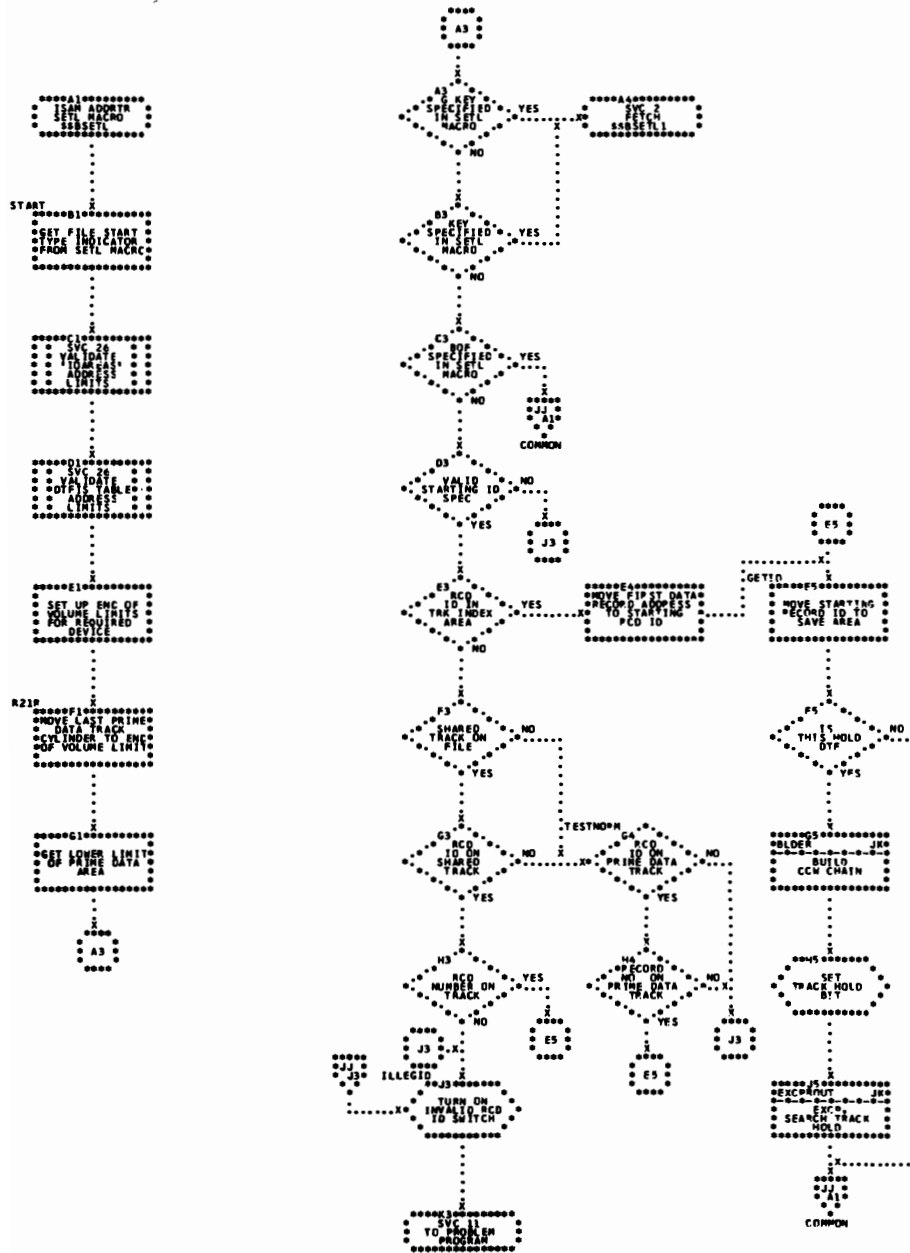 A3
A1
ISAM ADDRTR
SETL MACRO
$$BSETL
START
B1
GET FILE START
TYPE INDICATOR
FROM SETL MACRO
C1
SVC 26
VALIDATE
'IOAREAS'
ADDRESS
LIMITS
D1
SVC 26
VALIDATE
DTFIS TABLE
ADDRESS
LIMITS
E1
SET UP END OF
VOLUME LIMITS
FOR REQUIRED
DEVICE
F1
MOVE LAST PRIME
DATA TRACK
CYLINDER TO END
OF VOLUME LIMIT
G1
GET LOWER LIMIT
OF PRIME DATA
AREA
A3
A3
G KEY
SPECIFIED
IN SETL
MACRO
YES
NO
A4
SVC 2
FETCH
$$BSETL1
B3
KEY
SPECIFIED
IN SETL
MACRO
YES
NO
C3
BOF
SPECIFIED
IN SETL
MACRO
YES
NO
JJ
A1
COMMON
D3
VALID
STARTING ID
SPEC
NO
YES
J3
E3
RCD
ID IN
TRK INDEX
AREA
YES
NO
E4
MOVE FIRST DATA
RECORD ADDRESS
TO STARTING
RCD ID
GETID
E5
E5
MOVE STARTING
RECORD ID TO
SAVE AREA
F3
SHARED
TRACK ON
FILE
NO
YES
F5
IS
THIS HOLD
DTF
NO
YES
TESTNORM
G3
RCD
ID ON
SHARED
TRACK
NO
YES
G4
RCD
ID ON
PRIME DATA
TRACK
NO
YES
G5
BLDER JK
BUILD
CCW CHAIN
H3
RCD
NUMBER ON
TRACK
YES
NO
E5
H4
RECORD
NO. ON
PRIME DATA
TRACK
NO
YES
J3
E5
H5
SET
TRACK HOLD
BIT
J3
JJ
J3
ILLEGID
J3
TURN ON
INVALID RCD
ID SWITCH
J5
EXCPROUT JK
EXCP,
SEARCH TRACK
HOLD
JJ
A1
COMMON
K3
SVC 11
TO PROBLEM
PROGRAM